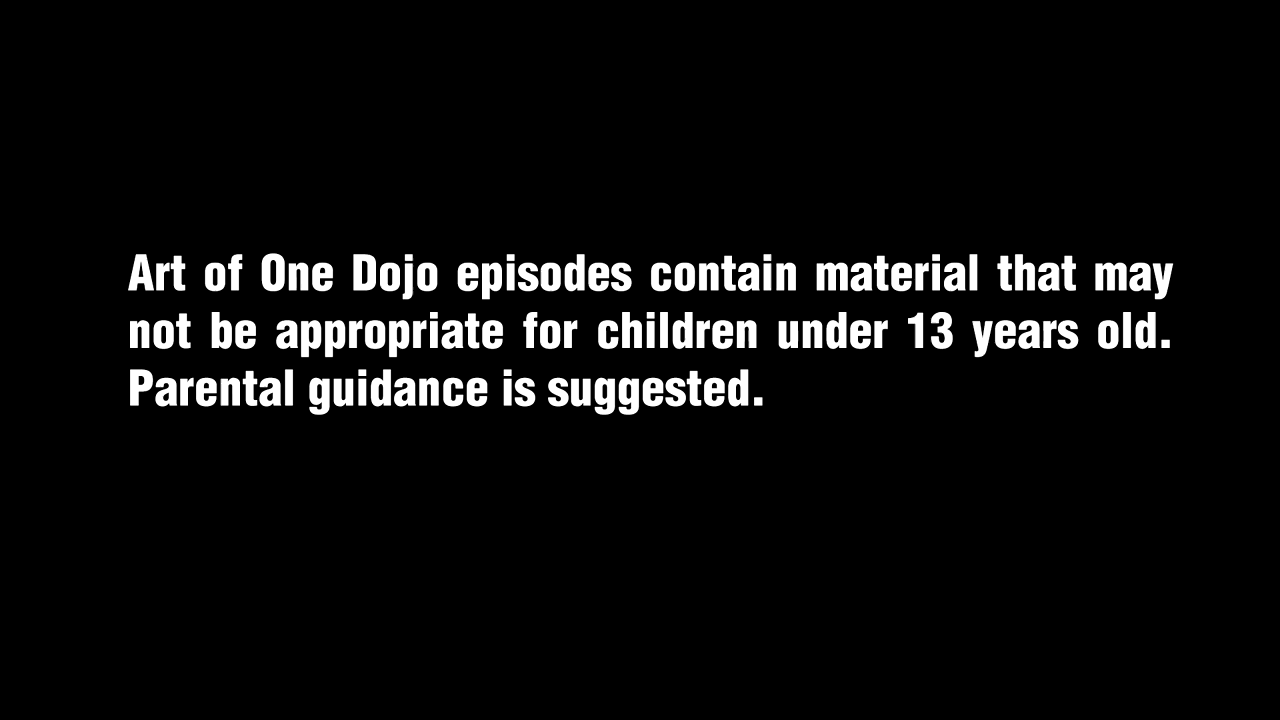 Art of One Dojo episodes contain material that may
not be appropriate for children under 13 years old.
Parental guidance is suggested.